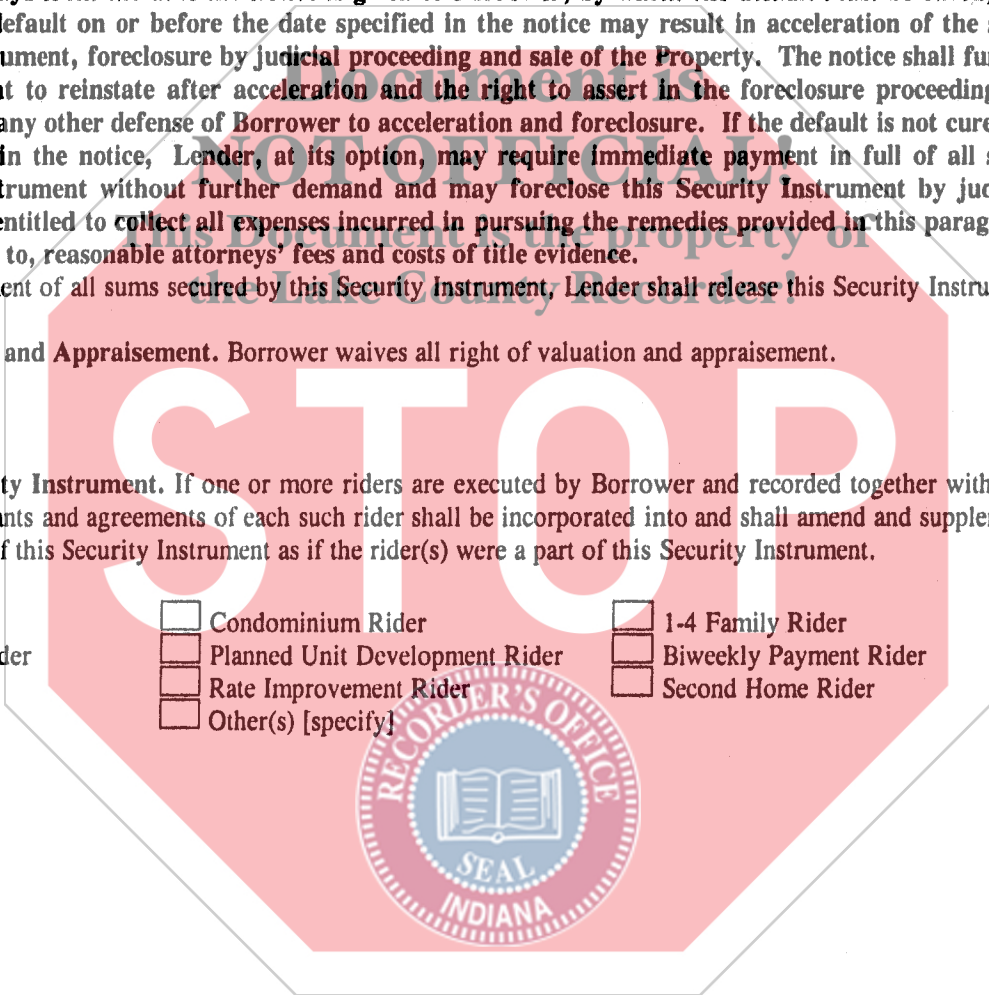 default on or before the date specified in the notice may result in acceleration of the
ument, foreclosure by judicial proceeding and sale of the Property. The notice shall fur
t to reinstate after acceleration and the right to assert in the foreclosure proceeding
any other defense of Borrower to acceleration and foreclosure. If the default is not cure
in the notice, Lender, at its option, may require immediate payment in full of all s
trument without further demand and may foreclose this Security Instrument by jud
entitled to collect all expenses incurred in pursuing the remedies provided in this parag
to, reasonable attorneys' fees and costs of title evidence.
ent of all sums secured by this Security Instrument, Lender shall release this Security Instru
and Appraisement. Borrower waives all right of valuation and appraisement.
ty Instrument. If one or more riders are executed by Borrower and recorded together with
nts and agreements of each such rider shall be incorporated into and shall amend and supple
f this Security Instrument as if the rider(s) were a part of this Security Instrument.
Condominium Rider 1-4 Family Rider
der Planned Unit Development Rider Biweekly Payment Rider
Rate Improvement Rider Second Home Rider
Other(s) [specify]
Document is
NOT OFFICIAL!
This Document is the property of
the Lake County Recorder!
STOP
RECORDER'S OFFICE
SEAL
INDIANA